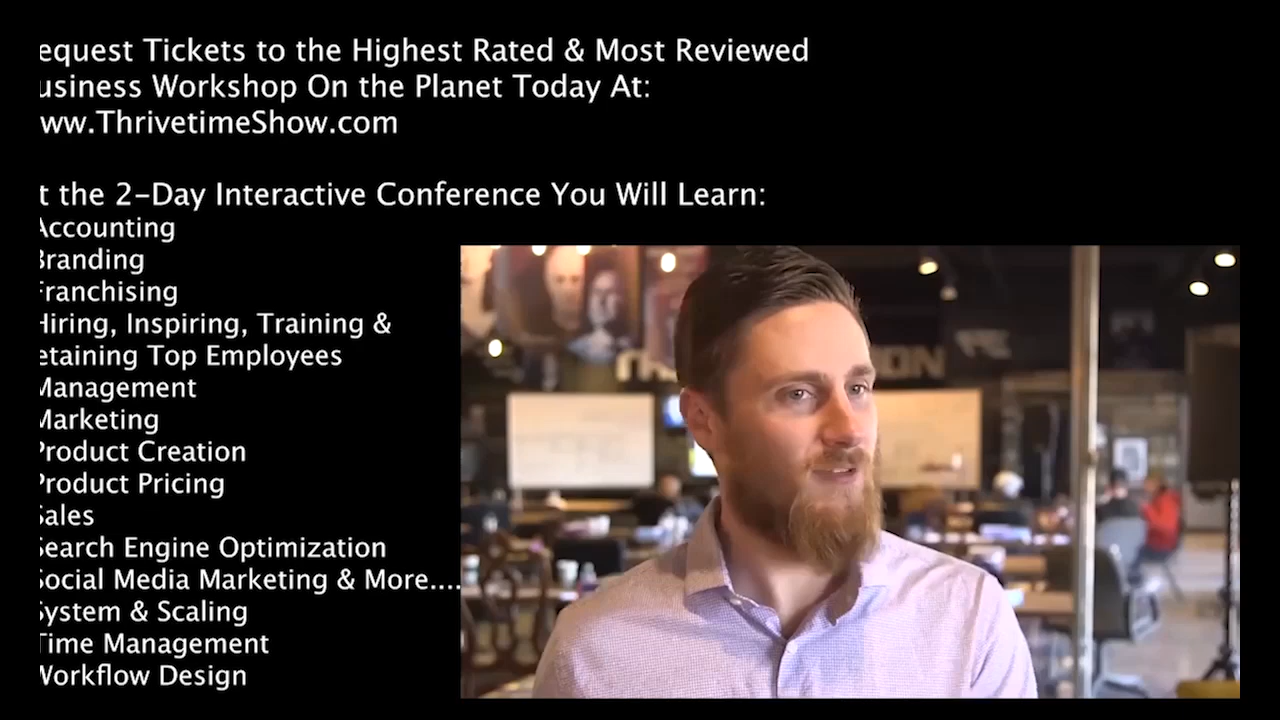 equest Tickets to the Highest Rated & Most Reviewed
usiness Workshop On the Planet Today At:
ww.ThrivetimeShow.com
t the 2-Day Interactive Conference You Will Learn:
Accounting
Branding
Franchising
Hiring, Inspiring, Training &
etaining Top Employees
Management
Marketing
Product Creation
Product Pricing
Sales
Search Engine Optimization
Social Media Marketing & More....
System & Scaling
Time Management
Workflow Design